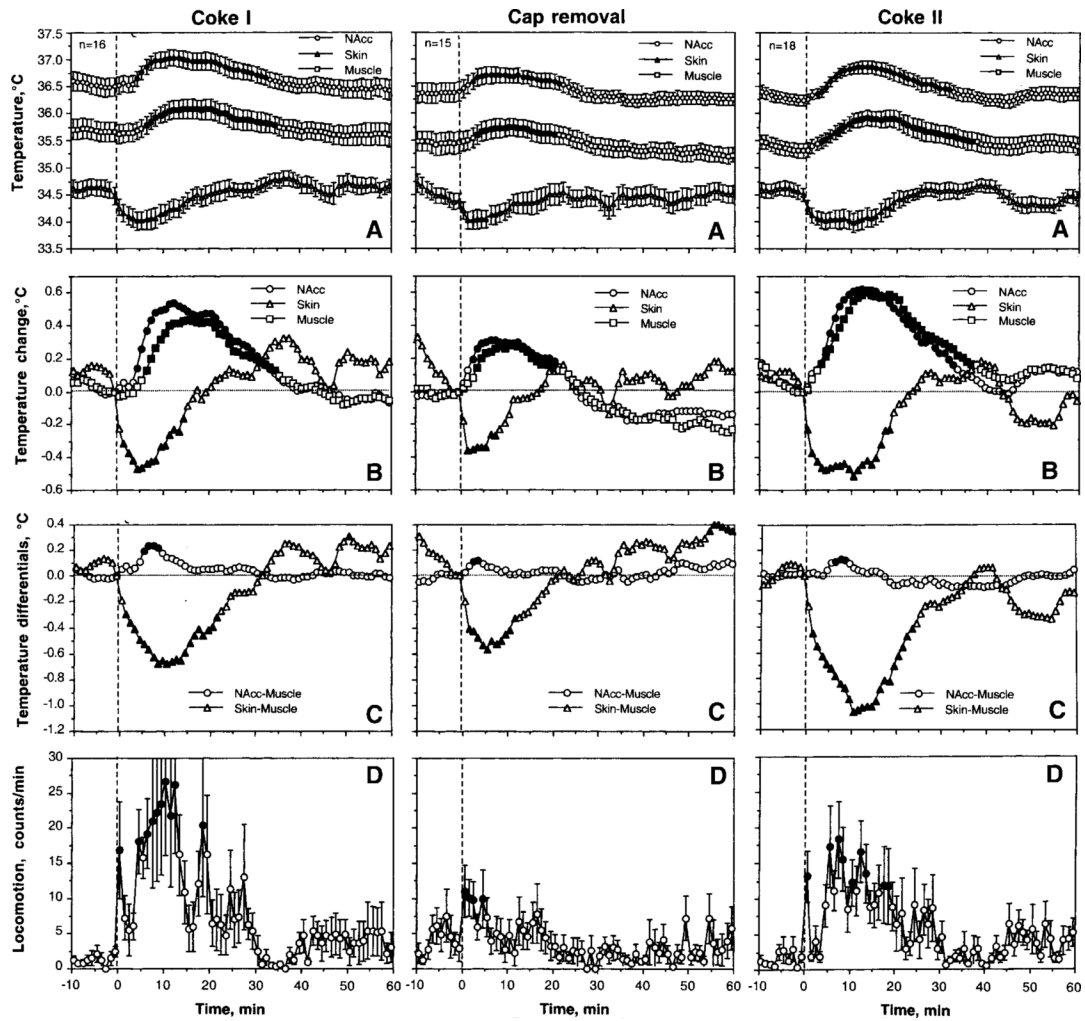 Coke I
Cap removal
Coke II
Temperature,°C
37.5
37.0
36.5
36.0
35.5
35.0
34.5
34.0
33.5
n=16
NAcc
Skin
Muscle
A
n=15
NAcc
Skin
Muscle
A
n=18
NAcc
Skin
Muscle
A
Temperature change,°C
0.6
0.4
0.2
0.0
-0.2
-0.4
-0.6
NAcc
Skin
Muscle
B
NAcc
Skin
Muscle
B
NAcc
Skin
Muscle
B
Temperature differentials, °C
0.4
0.2
0.0
-0.2
-0.4
-0.6
-0.8
-1.0
-1.2
NAcc-Muscle
Skin-Muscle
C
NAcc-Muscle
Skin-Muscle
C
NAcc-Muscle
Skin-Muscle
C
Locomotion, counts/min
30
25
20
15
10
5
0
D
D
D
-10 0 10 20 30 40 50 60
-10 0 10 20 30 40 50 60
-10 0 10 20 30 40 50 60
Time, min
Time, min
Time, min